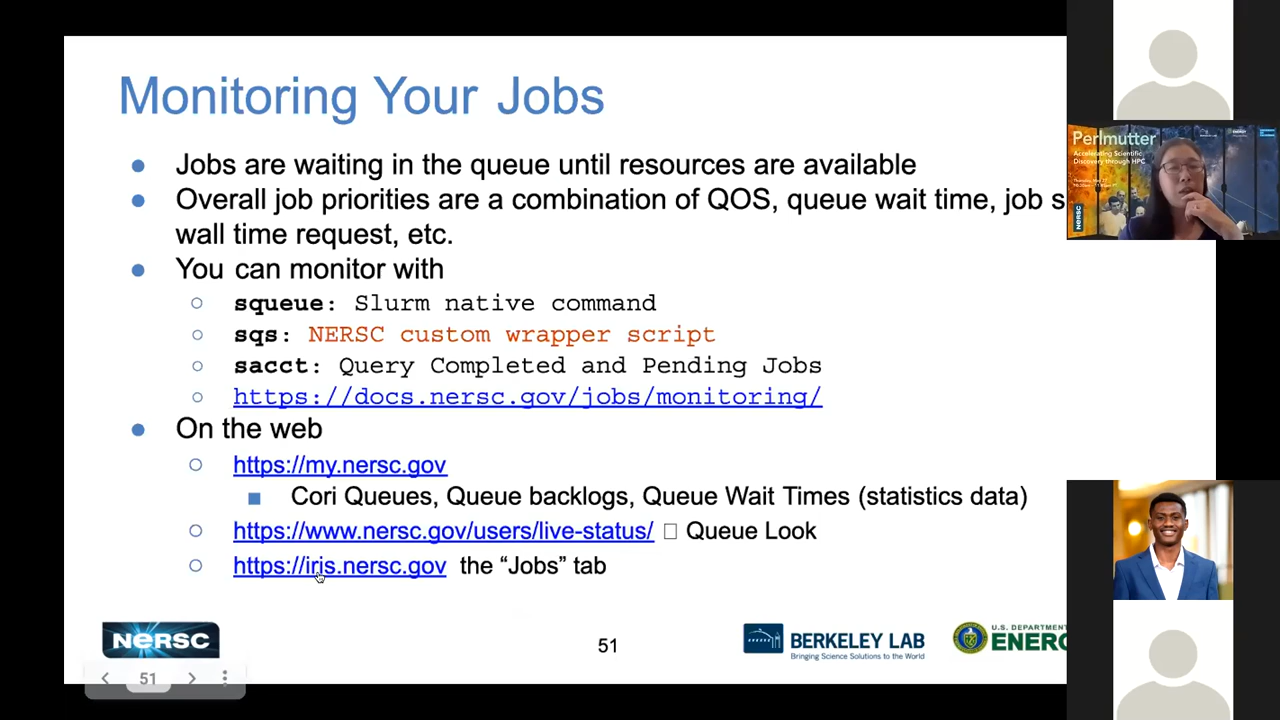 Monitoring Your Jobs
● Jobs are waiting in the queue until resources are available
● Overall job priorities are a combination of QOS, queue wait time, job s
wall time request, etc.
● You can monitor with
○ squeue: Slurm native command
○ sqs: NERSC custom wrapper script
○ sacct: Query Completed and Pending Jobs
○ https://docs.nersc.gov/jobs/monitoring/
● On the web
○ https://my.nersc.gov
■ Cori Queues, Queue backlogs, Queue Wait Times (statistics data)
○ https://www.nersc.gov/users/live-status/ □ Queue Look
○ https://iris.nersc.gov the “Jobs” tab
NERSC
51
BERKELEY LAB
Bringing Science Solutions to the World
U.S. DEPARTMENT
ENERG
51
Perlmutter
Accelerating Scientific
Discovery through HPC
NERSC